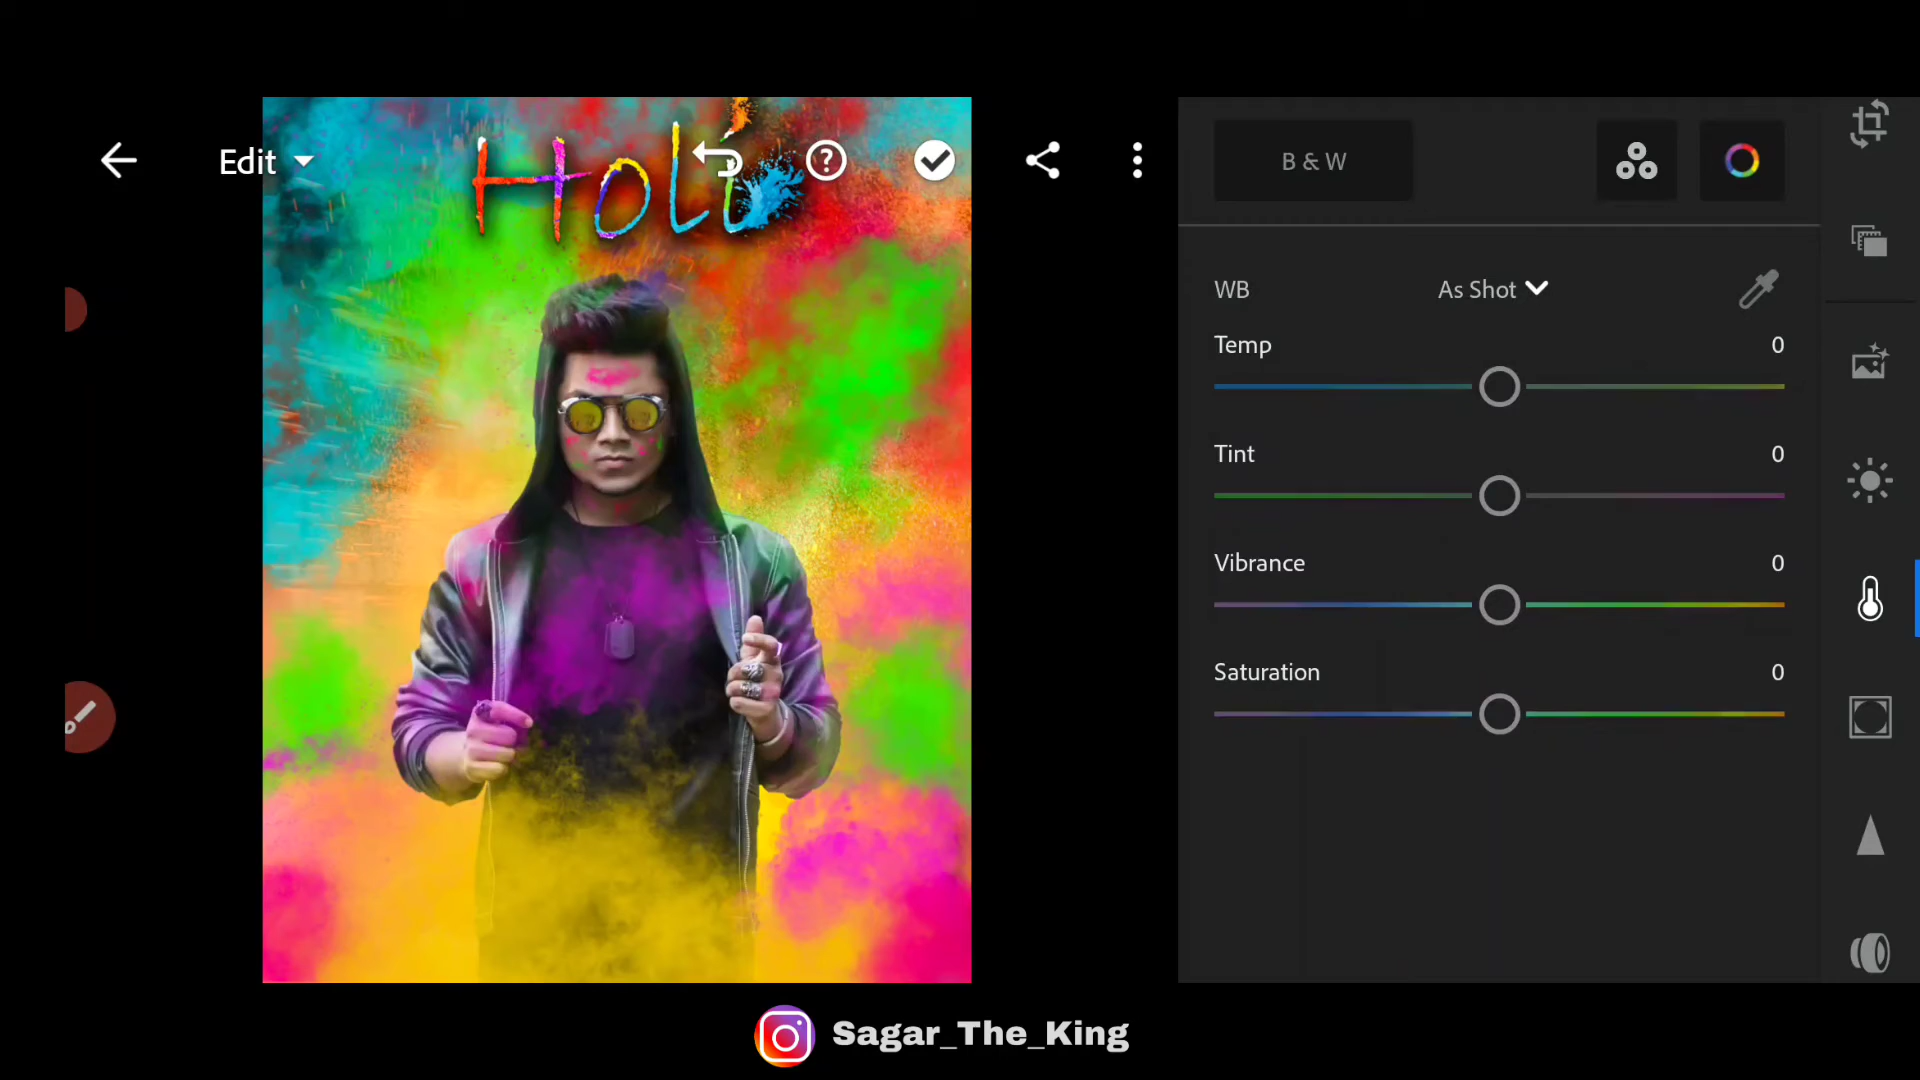 Edit
Holi
B & W
WB
As Shot
Temp
0
Tint
0
Vibrance
0
Saturation
0
Sagar_The_King